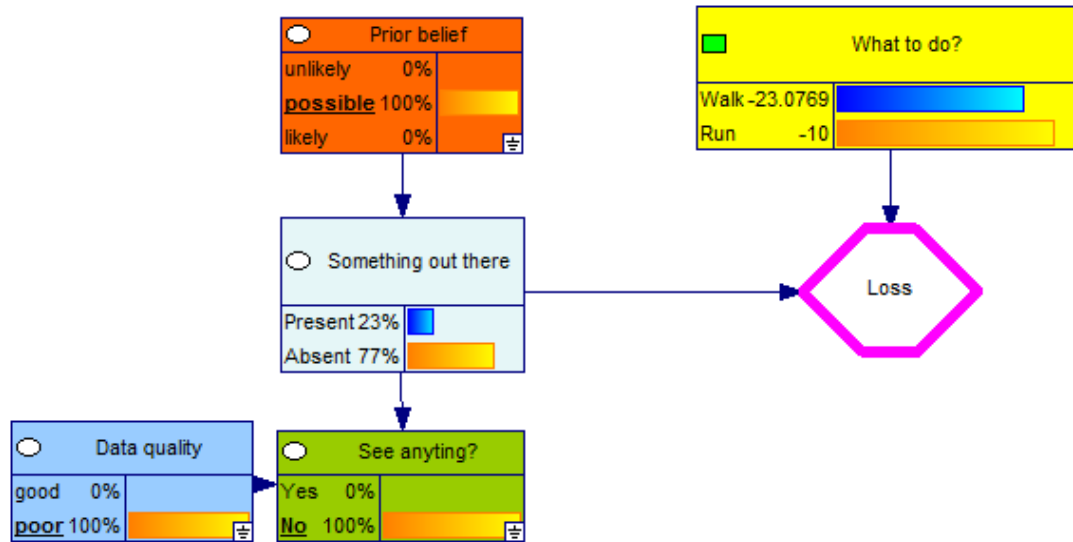 Prior belief
unlikely 0%
possible 100%
likely 0%
What to do?
Walk -23.0769
Run -10
Something out there
Present 23%
Absent 77%
Loss
Data quality
good 0%
poor 100%
See anyting?
Yes 0%
No 100%